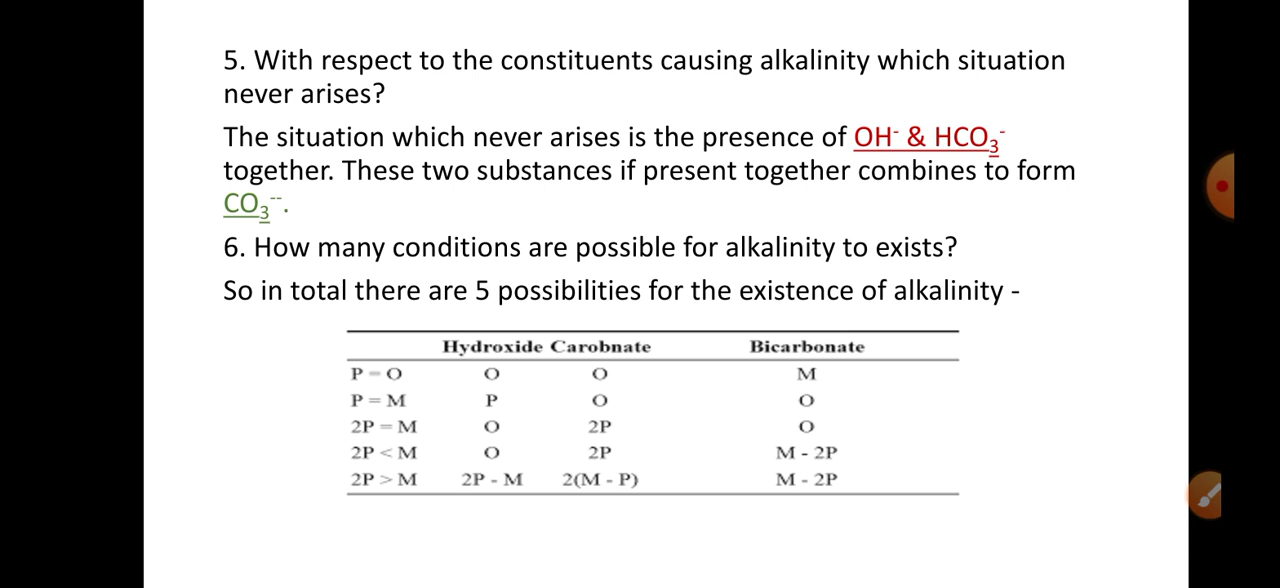 5. With respect to the constituents causing alkalinity which situation
never arises?
The situation which never arises is the presence of OH⁻ & HCO₃⁻
together. These two substances if present together combines to form
CO₃⁻⁻.
6. How many conditions are possible for alkalinity to exists?
So in total there are 5 possibilities for the existence of alkalinity -
Hydroxide Carobnate Bicarbonate
P = O O O M
P = M P O O
2P = M O 2P O
2P < M O 2P M - 2P
2P > M 2P - M 2(M - P) M - 2P